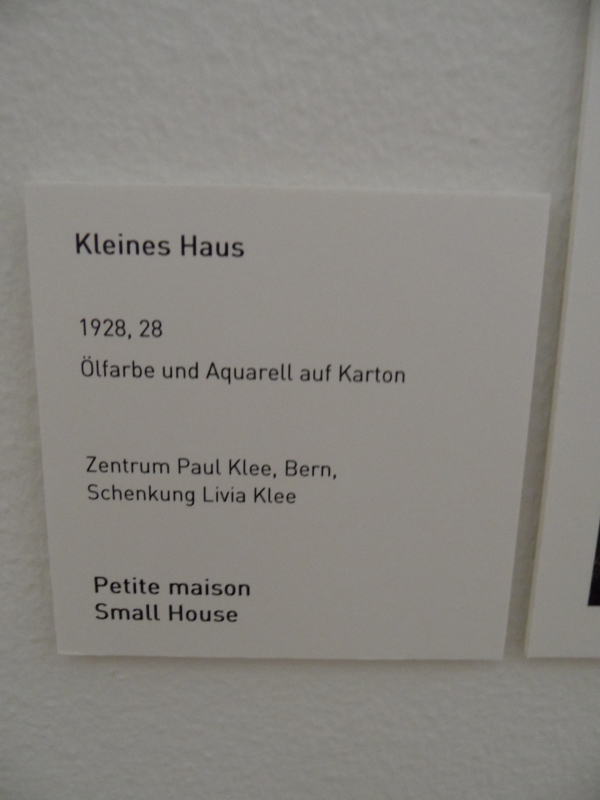 Kleines Haus
1928, 28
Ölfarbe und Aquarell auf Karton
Zentrum Paul Klee, Bern,
Schenkung Livia Klee
Petite maison
Small House